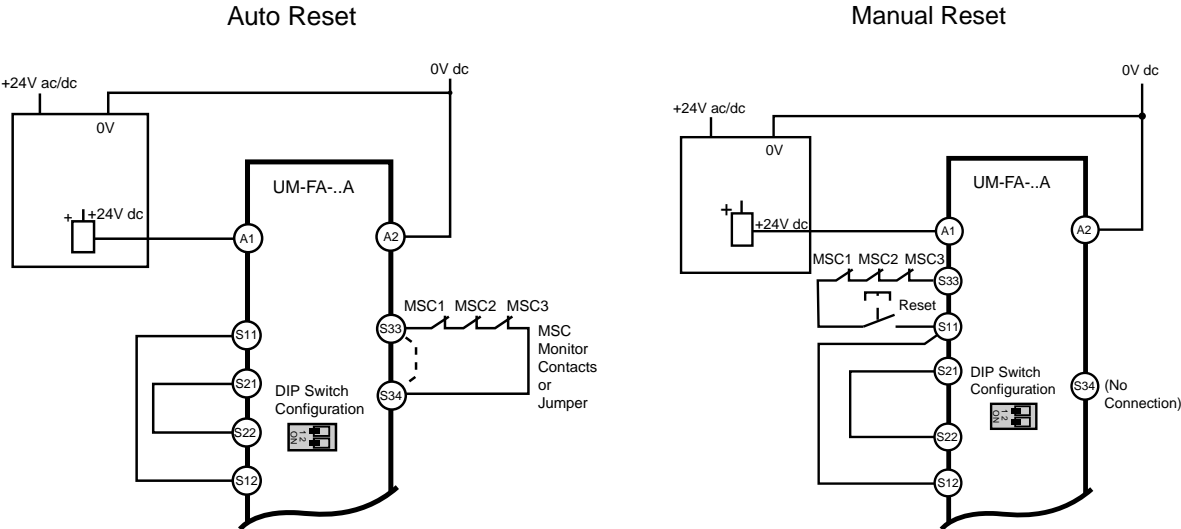 Auto Reset
+24V ac/dc
0V dc
0V
UM-FA-..A
+
+24V dc
A1
A2
MSC1 MSC2 MSC3
S33
S11
MSC
Monitor
Contacts
or
Jumper
S21
DIP Switch
Configuration
S34
S22
1 2
ON
S12
Manual Reset
0V dc
+24V ac/dc
0V
UM-FA-..A
+
+24V dc
A1
A2
MSC1 MSC2 MSC3
S33
Reset
S11
S21
DIP Switch
Configuration
S34
(No
Connection)
1 2
ON
S22
S12